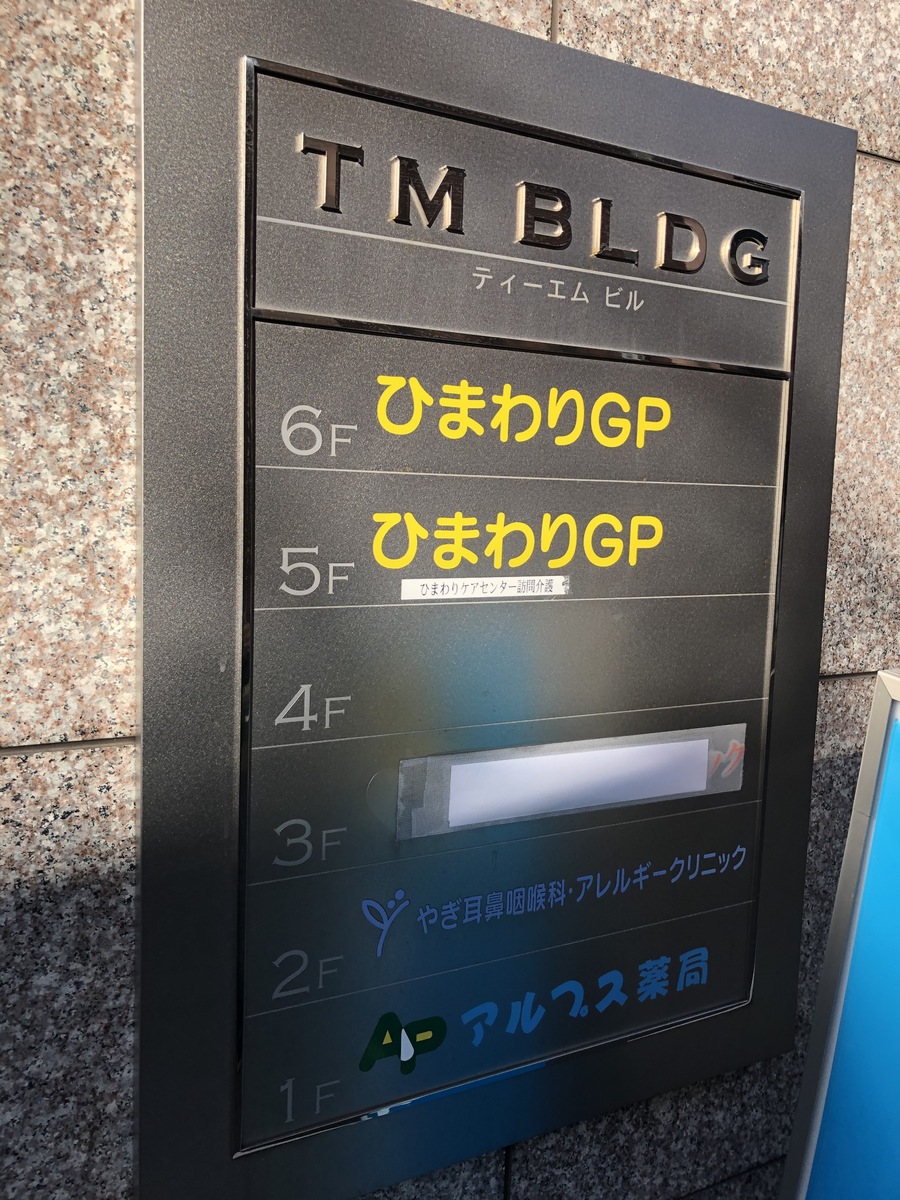 TM BLDG
ティーエム ビル
6F ひまわりGP
5F ひまわりGP
ひまわりケアセンター訪問介護
4F
3F
2F やぎ耳鼻咽喉科・アレルギークリニック
1F AP アルプス薬局